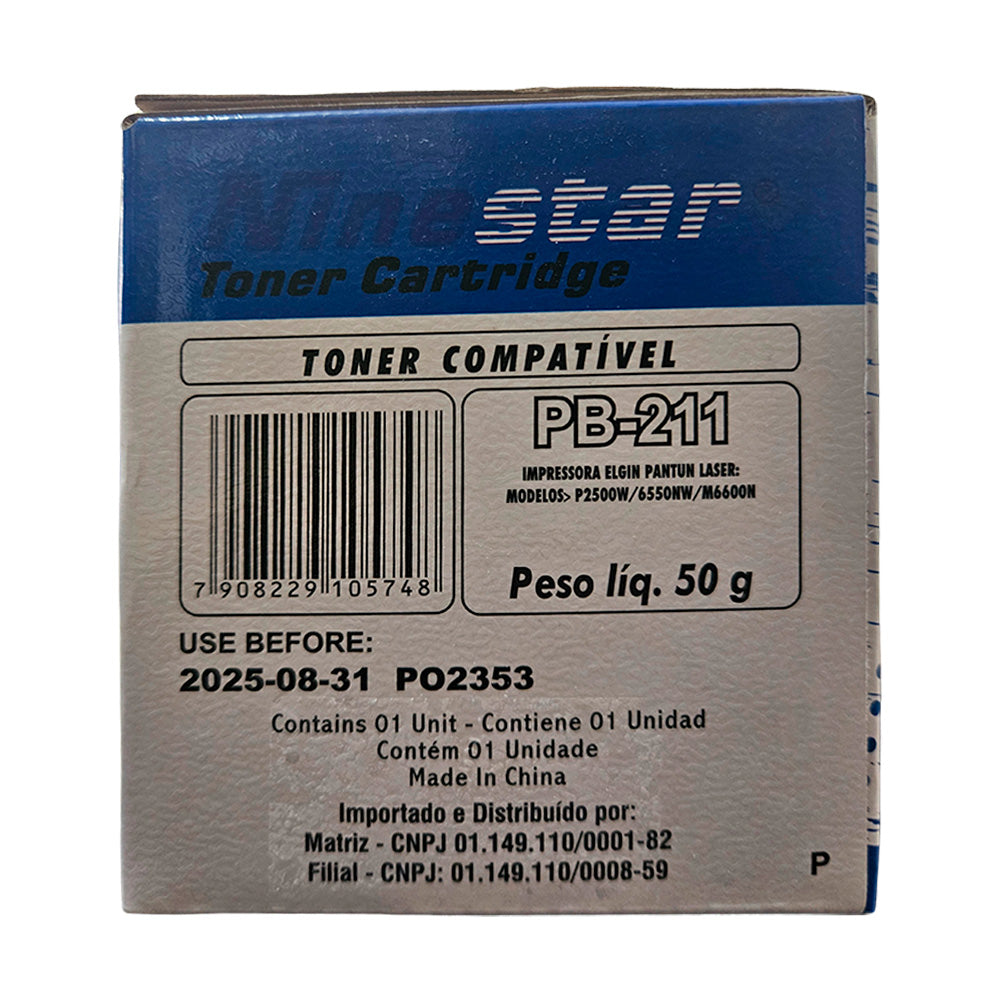 Ninestar®
Toner Cartridge
TONER COMPATÍVEL
7 908229 105748
PB-211
IMPRESSORA ELGIN PANTUN LASER:
MODELOS> P2500W/6550NW/M6600N
Peso líq. 50 g
USE BEFORE:
2025-08-31 PO2353
Contains 01 Unit - Contiene 01 Unidad
Contém 01 Unidade
Made In China
Importado e Distribuído por:
Matriz - CNPJ 01.149.110/0001-82
Filial - CNPJ: 01.149.110/0008-59
P